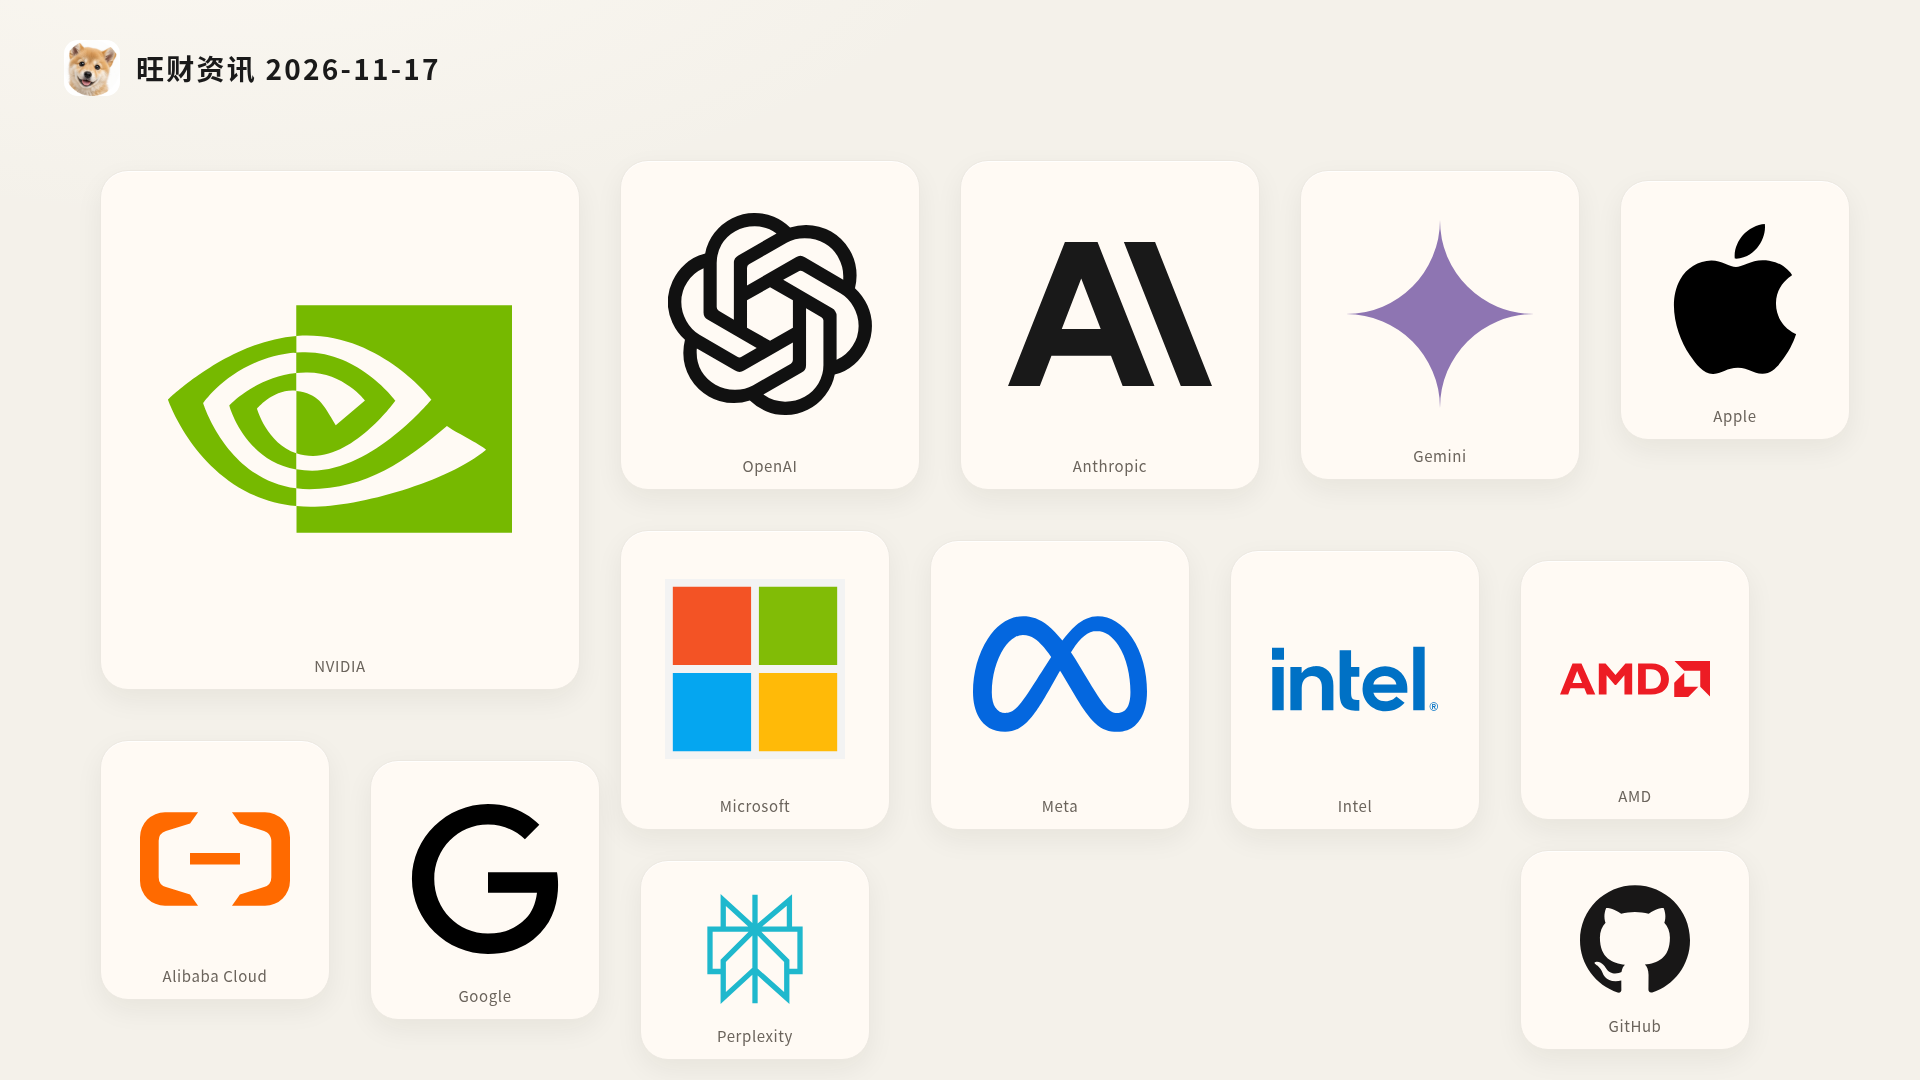 旺财资讯 2026-11-17
NVIDIA
OpenAI
Anthropic
Gemini
Apple
Microsoft
Meta
intel®
Intel
AMD
AMD
Alibaba Cloud
Google
Perplexity
GitHub